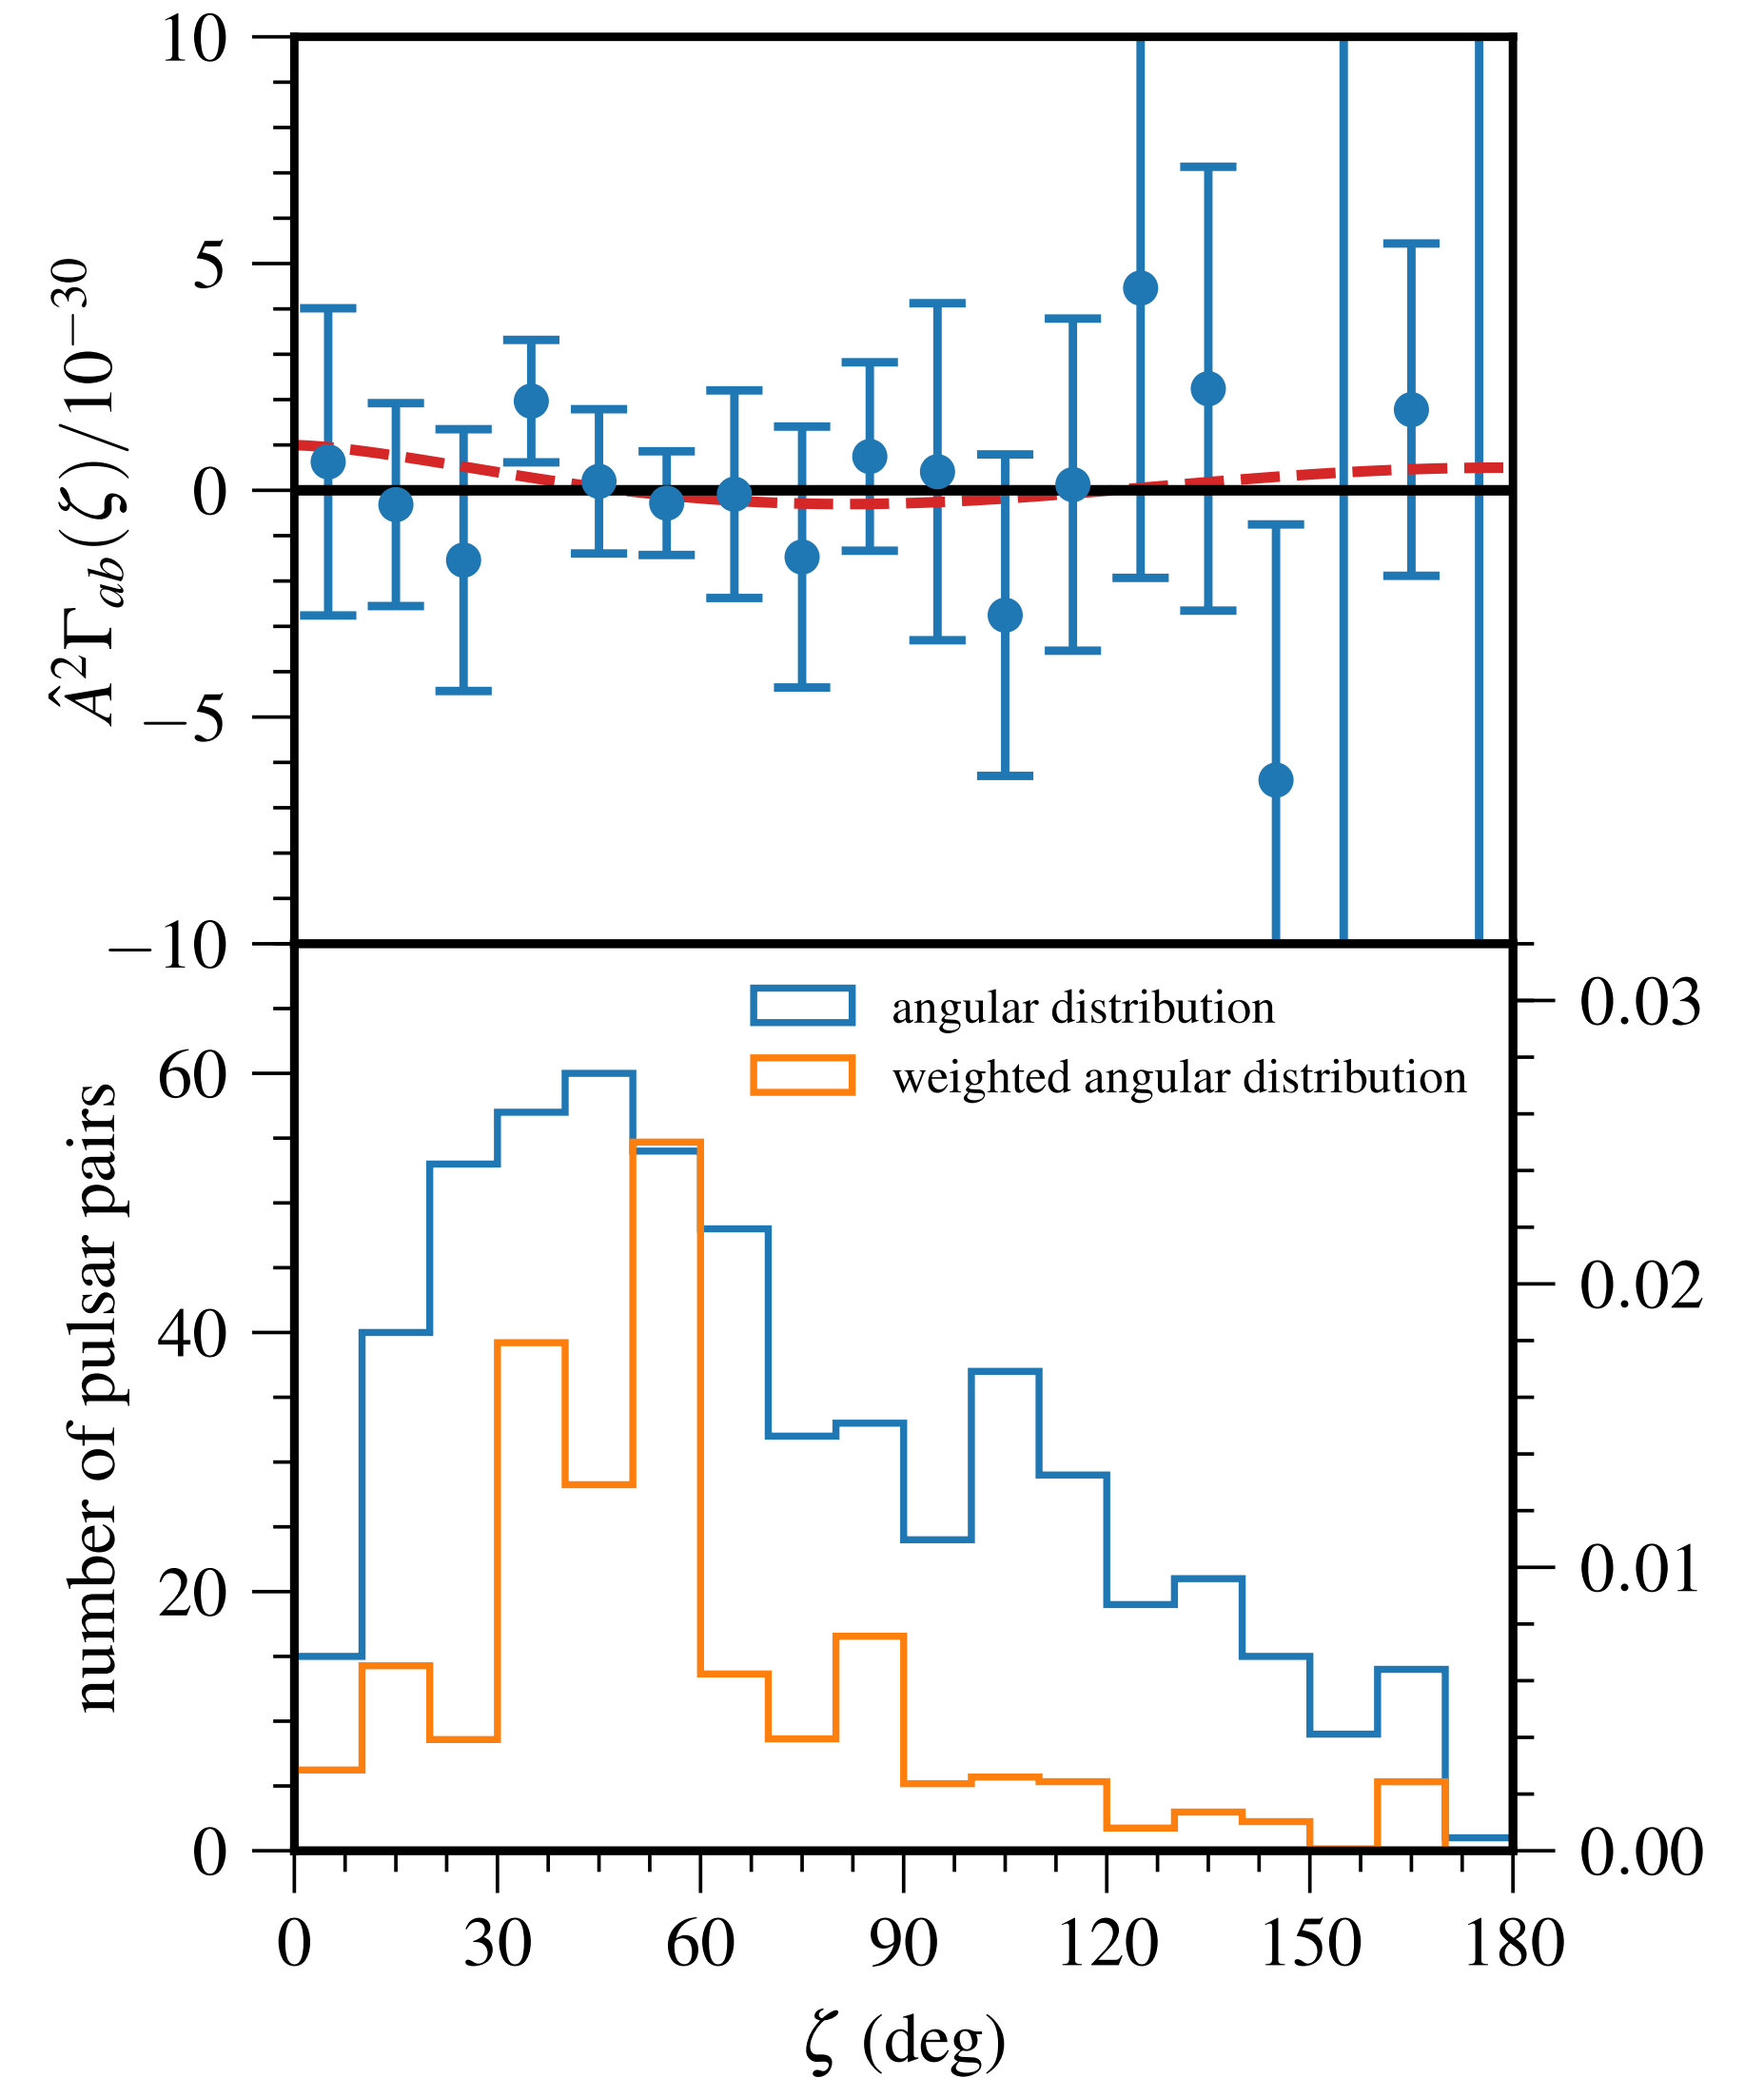 10
5
0
−5
−10
Â²Γab(ζ)/10⁻³⁰
angular distribution
weighted angular distribution
60
40
20
0
number of pulsar pairs
0.03
0.02
0.01
0.00
0 30 60 90 120 150 180
ζ (deg)